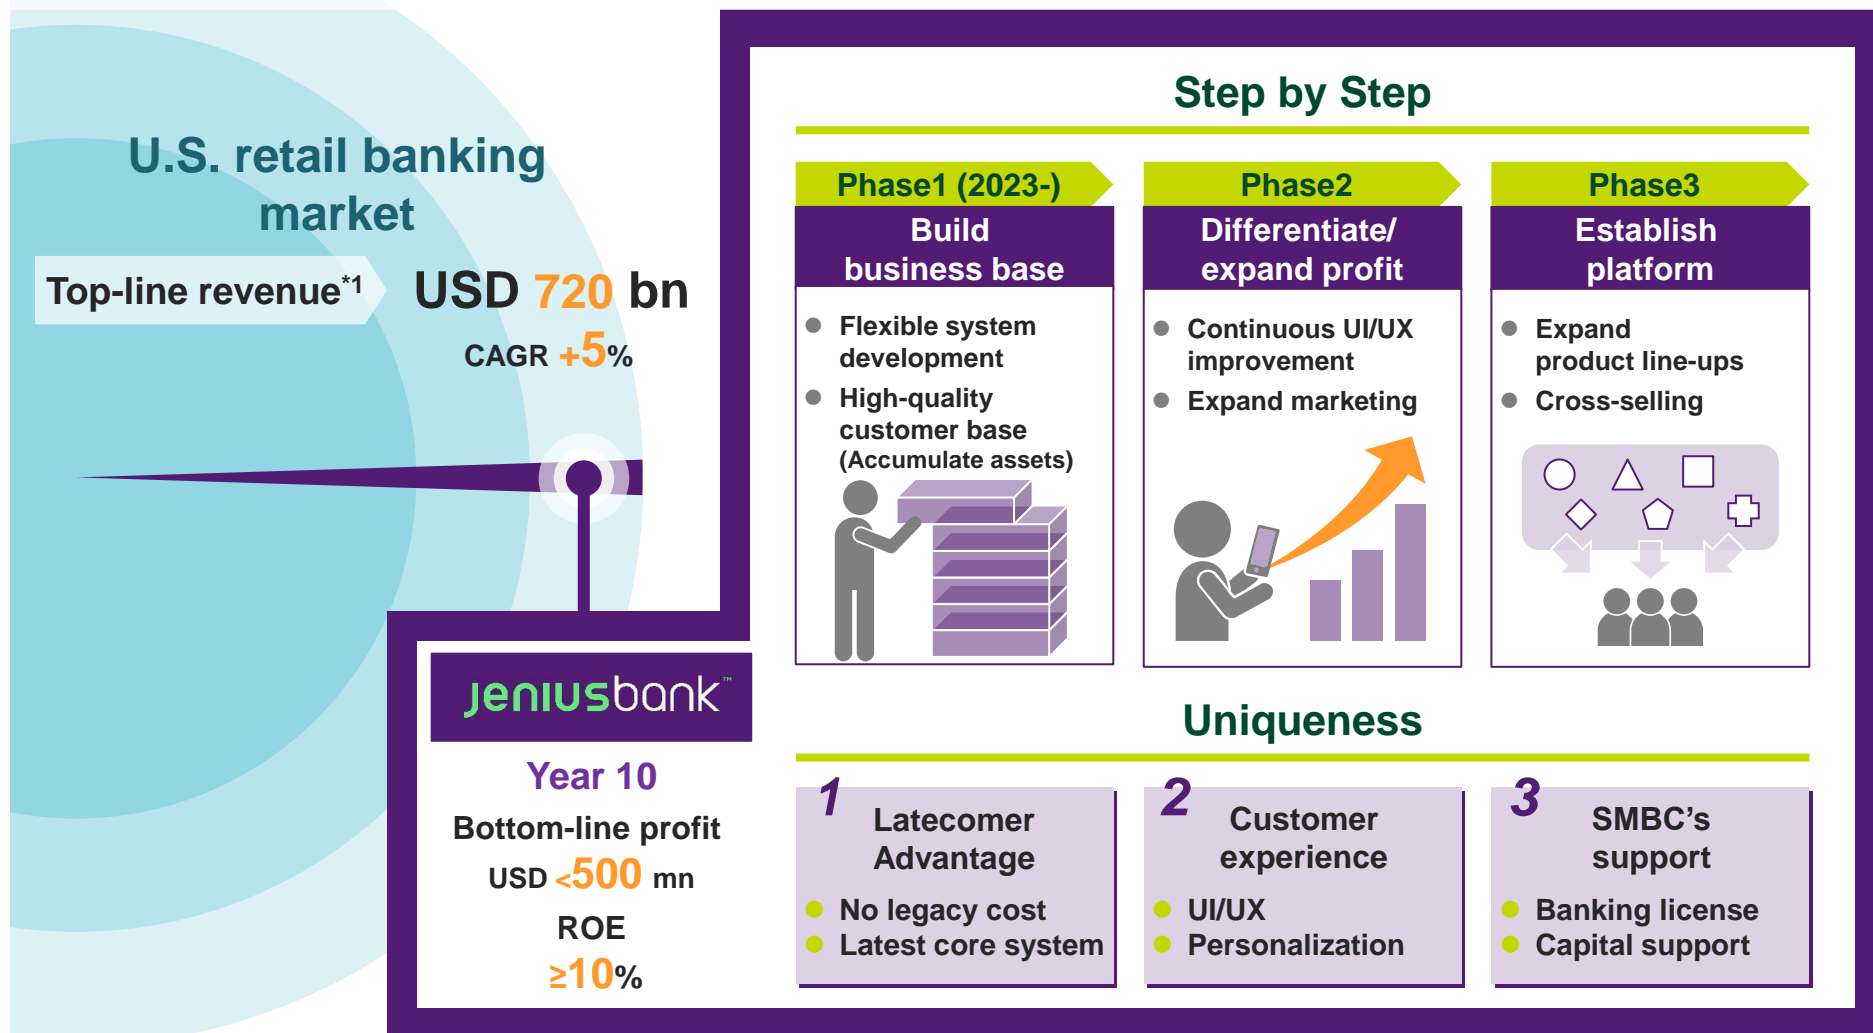 U.S. retail banking
market
Top-line revenue*1
USD 720 bn
CAGR +5%
jeniusbank™
Year 10
Bottom-line profit
USD <500 mn
ROE
≥10%
Step by Step
Phase1 (2023-)
Build
business base
Flexible system
development
High-quality
customer base
(Accumulate assets)
Phase2
Differentiate/
expand profit
Continuous UI/UX
improvement
Expand marketing
Phase3
Establish
platform
Expand
product line-ups
Cross-selling
Uniqueness
1
Latecomer
Advantage
No legacy cost
Latest core system
2
Customer
experience
UI/UX
Personalization
3
SMBC’s
support
Banking license
Capital support